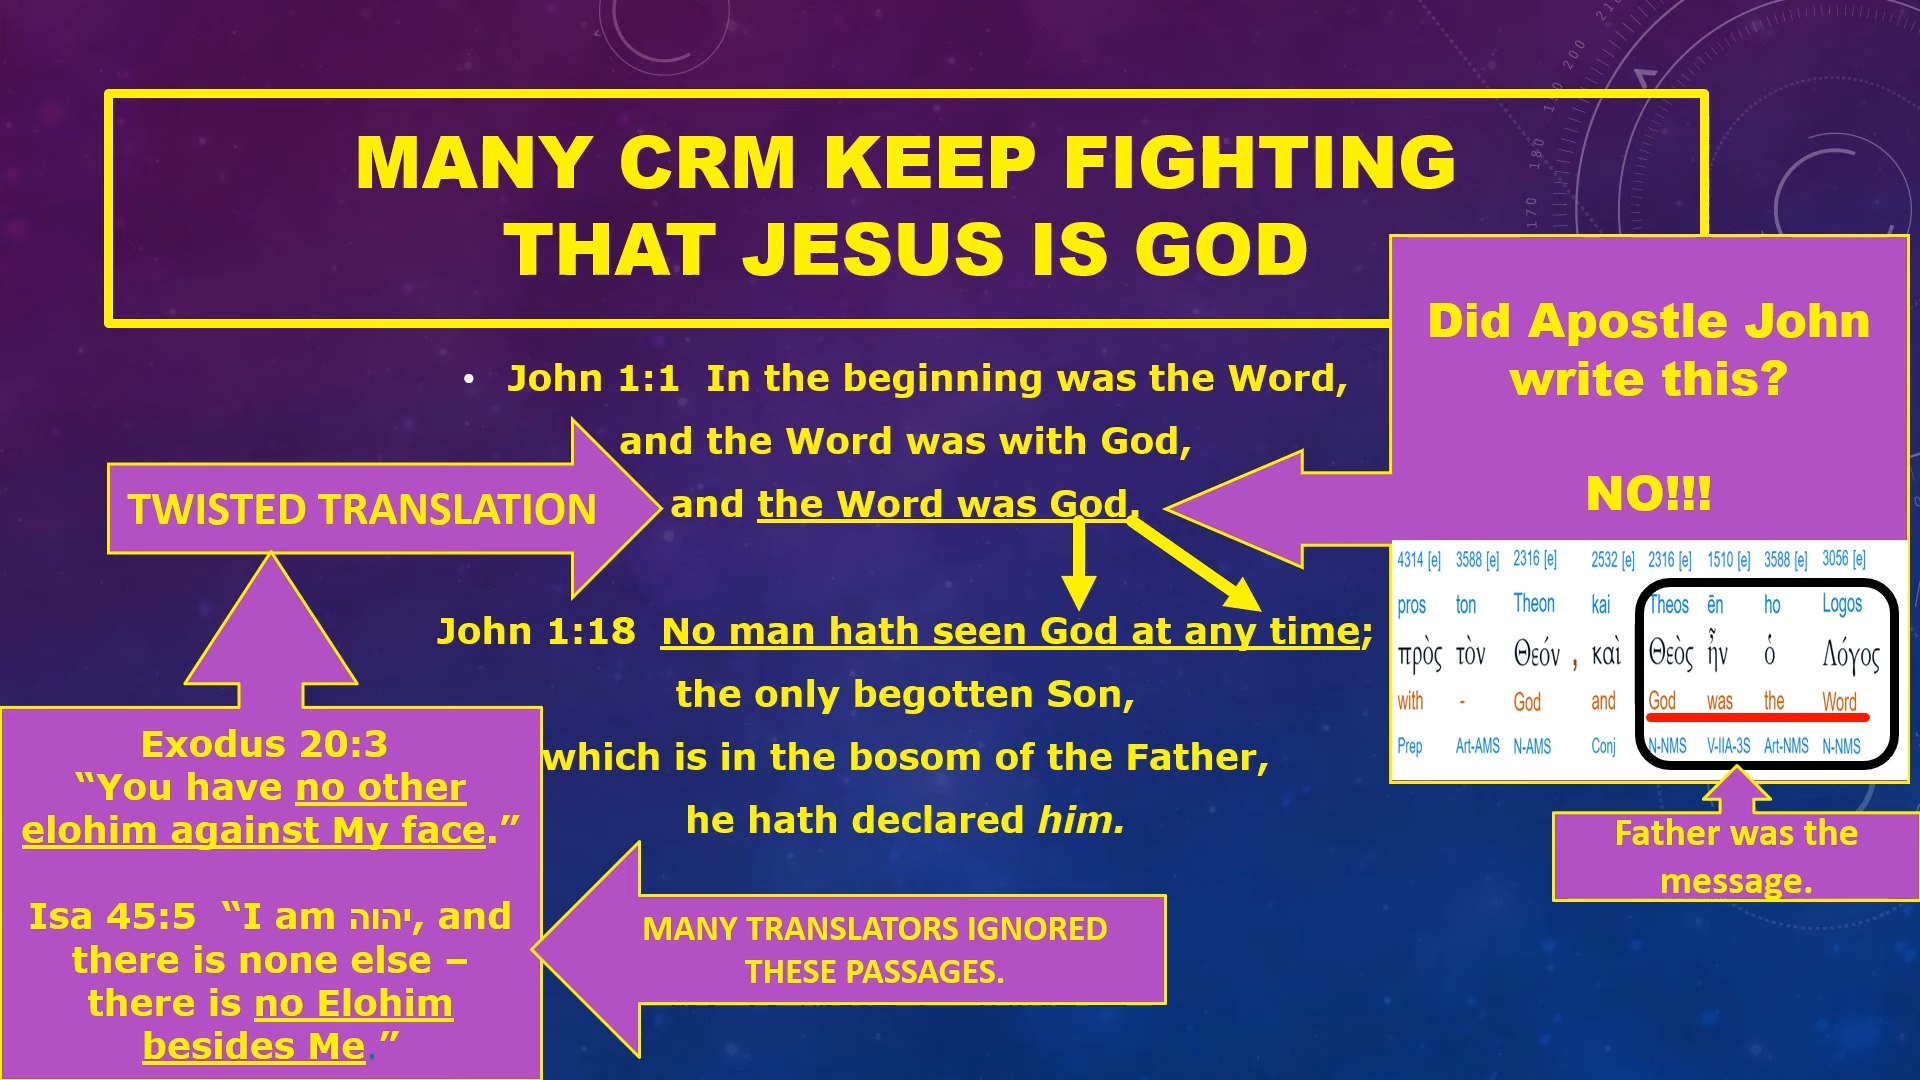 MANY CRM KEEP FIGHTING
THAT JESUS IS GOD
Did Apostle John
write this?
NO!!!
• John 1:1 In the beginning was the Word,
and the Word was with God,
and the Word was God.
TWISTED TRANSLATION
John 1:18 No man hath seen God at any time;
the only begotten Son,
which is in the bosom of the Father,
he hath declared him.
4314 [e] 3588 [e] 2316 [e] 2532 [e] 2316 [e] 1510 [e] 3588 [e] 3056 [e]
pros ton Theon kai Theos ēn ho Logos
πρὸς τὸν Θεόν , καὶ Θεὸς ἦν ὁ Λόγος
with - God and God was the Word
Prep Art-AMS N-AMS Conj N-NMS V-IIA-3S Art-NMS N-NMS
Father was the
message.
Exodus 20:3
“You have no other
elohim against My face.”
Isa 45:5 “I am יהוה, and
there is none else –
there is no Elohim
besides Me.”
MANY TRANSLATORS IGNORED
THESE PASSAGES.
210
200
190
180
170